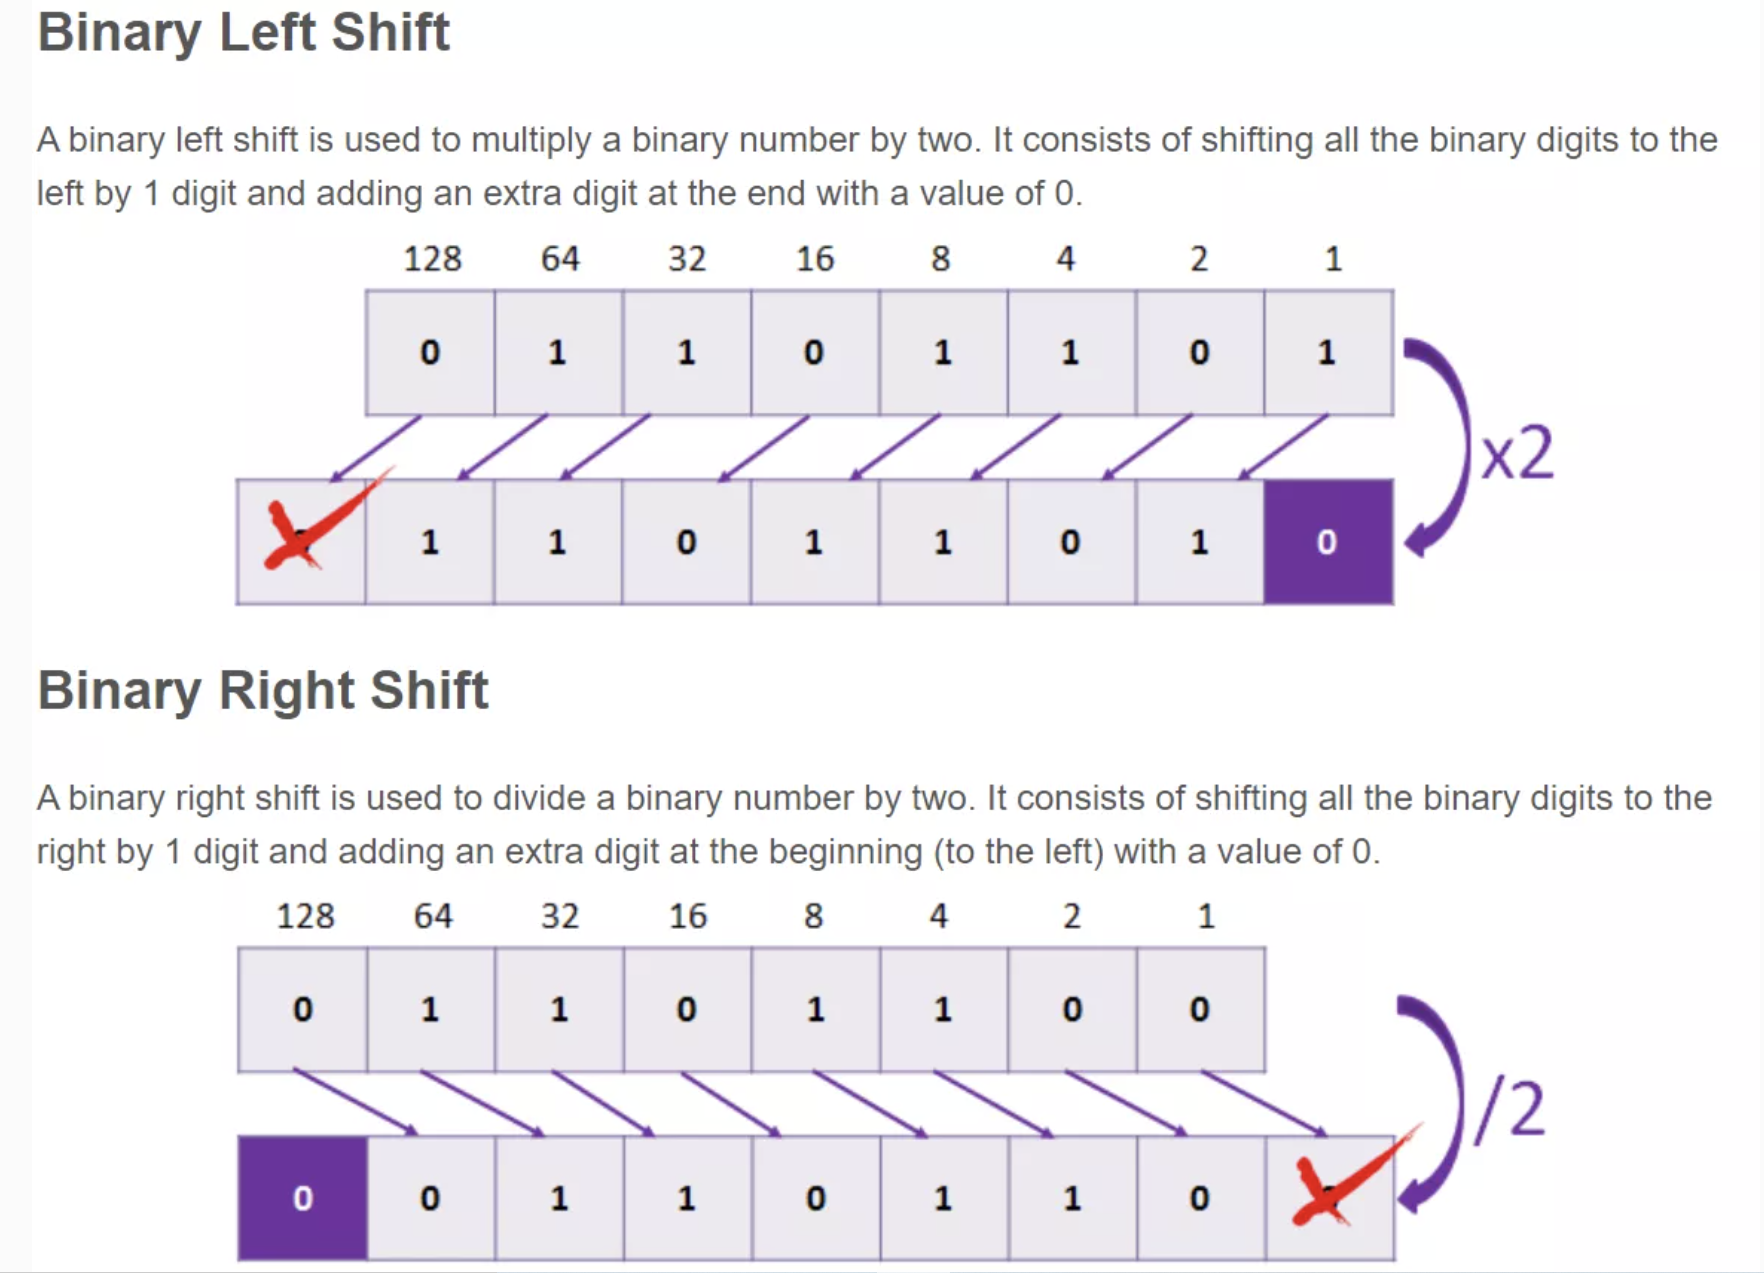 Binary Left Shift
A binary left shift is used to multiply a binary number by two. It consists of shifting all the binary digits to the
left by 1 digit and adding an extra digit at the end with a value of 0.
128 64 32 16 8 4 2 1
0 1 1 0 1 1 0 1
x2
1 1 0 1 1 0 1 0
Binary Right Shift
A binary right shift is used to divide a binary number by two. It consists of shifting all the binary digits to the
right by 1 digit and adding an extra digit at the beginning (to the left) with a value of 0.
128 64 32 16 8 4 2 1
0 1 1 0 1 1 0 0
/2
0 0 1 1 0 1 1 0